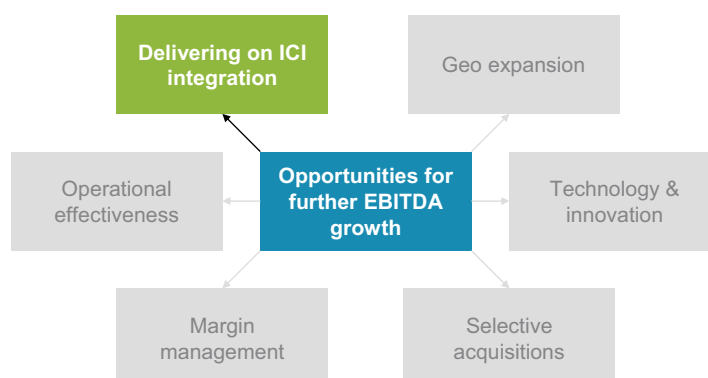 Delivering on ICI
integration
Geo expansion
Operational
effectiveness
Opportunities for
further EBITDA
growth
Technology &
innovation
Margin
management
Selective
acquisitions